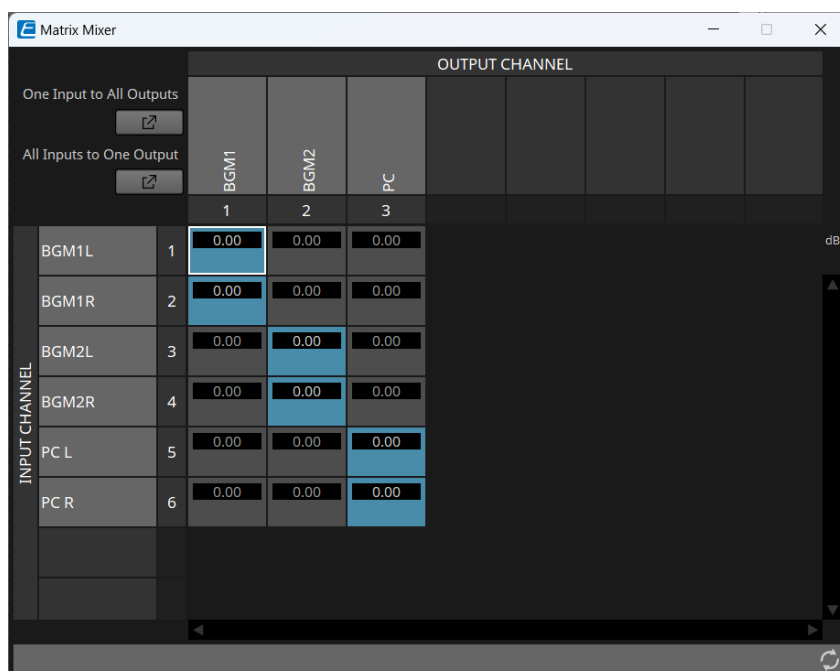 Matrix Mixer
OUTPUT CHANNEL
One Input to All Outputs
All Inputs to One Output
BGM1 BGM2 PC
1 2 3
INPUT CHANNEL
dB
BGM1L 1 0.00 0.00 0.00
BGM1R 2 0.00 0.00 0.00
BGM2L 3 0.00 0.00 0.00
BGM2R 4 0.00 0.00 0.00
PC L 5 0.00 0.00 0.00
PC R 6 0.00 0.00 0.00